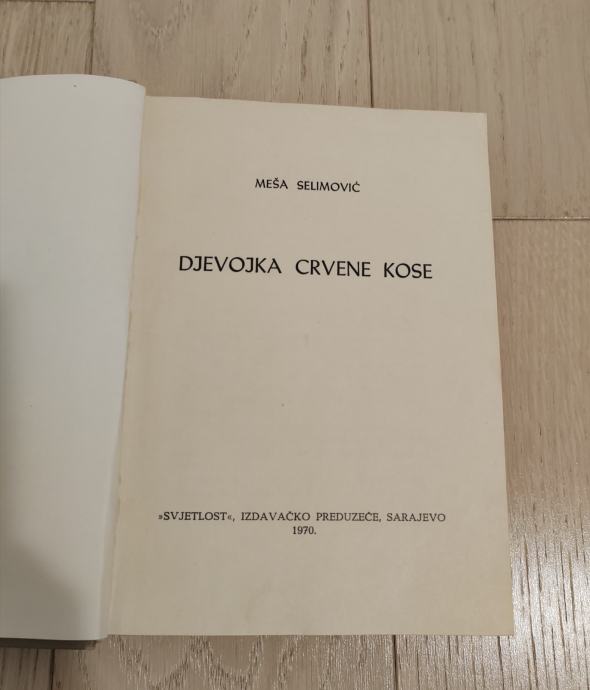 MEŠA SELIMOVIĆ
DJEVOJKA CRVENE KOSE
»SVJETLOST«, IZDAVAČKO PREDUZEĆE, SARAJEVO
1970.